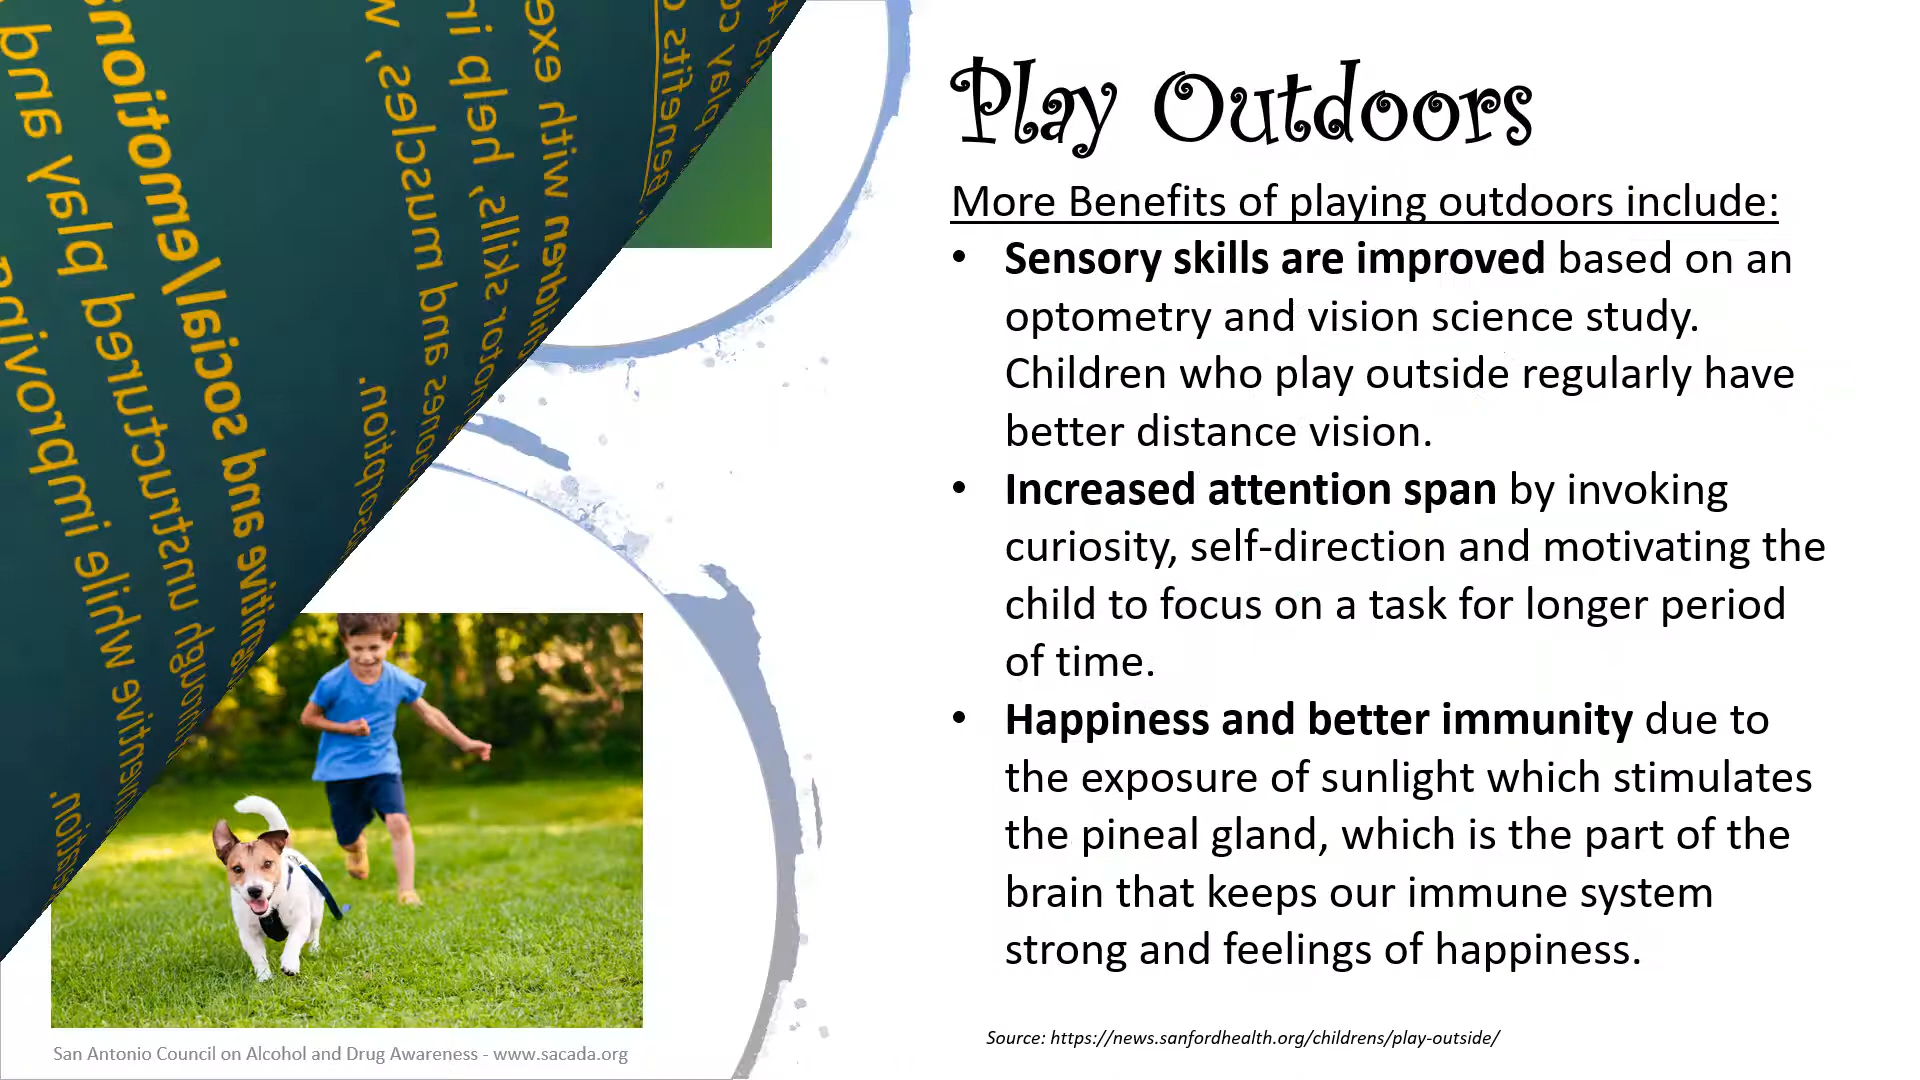 Play Outdoors
More Benefits of playing outdoors include:
• Sensory skills are improved based on an
optometry and vision science study.
Children who play outside regularly have
better distance vision.
• Increased attention span by invoking
curiosity, self-direction and motivating the
child to focus on a task for longer period
of time.
• Happiness and better immunity due to
the exposure of sunlight which stimulates
the pineal gland, which is the part of the
brain that keeps our immune system
strong and feelings of happiness.
Source: https://news.sanfordhealth.org/childrens/play-outside/
San Antonio Council on Alcohol and Drug Awareness - www.sacada.org